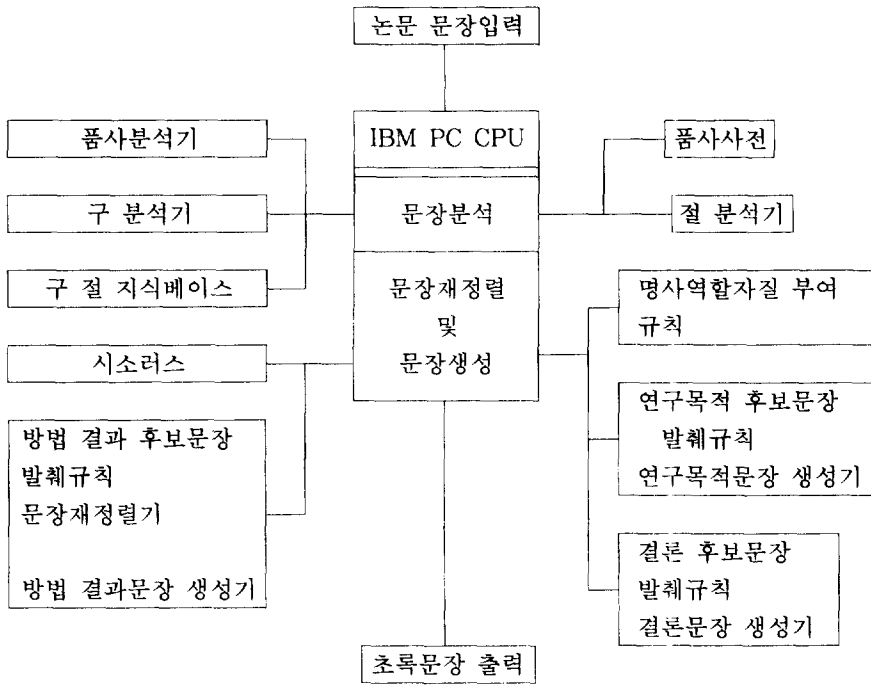 논문 문장입력
IBM PC CPU
문장분석
문장재정렬
및
문장생성
품사분석기
구 분석기
구 절 지식베이스
시소러스
방법 결과 후보문장
발췌규칙
문장재정렬기
방법 결과문장 생성기
품사사전
절 분석기
명사역할자질 부여
규칙
연구목적 후보문장
발췌규칙
연구목적문장 생성기
결론 후보문장
발췌규칙
결론문장 생성기
초록문장 출력